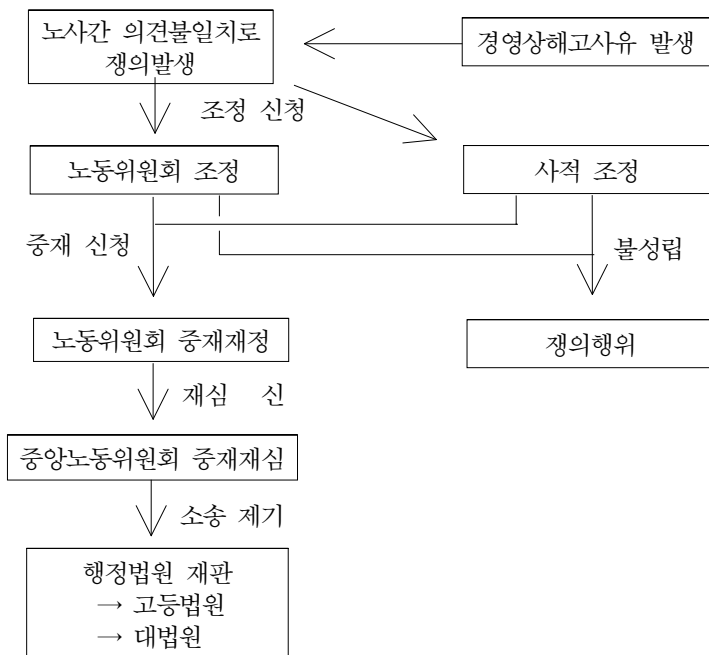 노사간 의견불일치로
쟁의발생
경영상해고사유 발생
조정 신청
노동위원회 조정
사적 조정
중재 신청
불성립
노동위원회 중재재정
쟁의행위
재심 신
중앙노동위원회 중재재심
소송 제기
행정법원 재판
→ 고등법원
→ 대법원